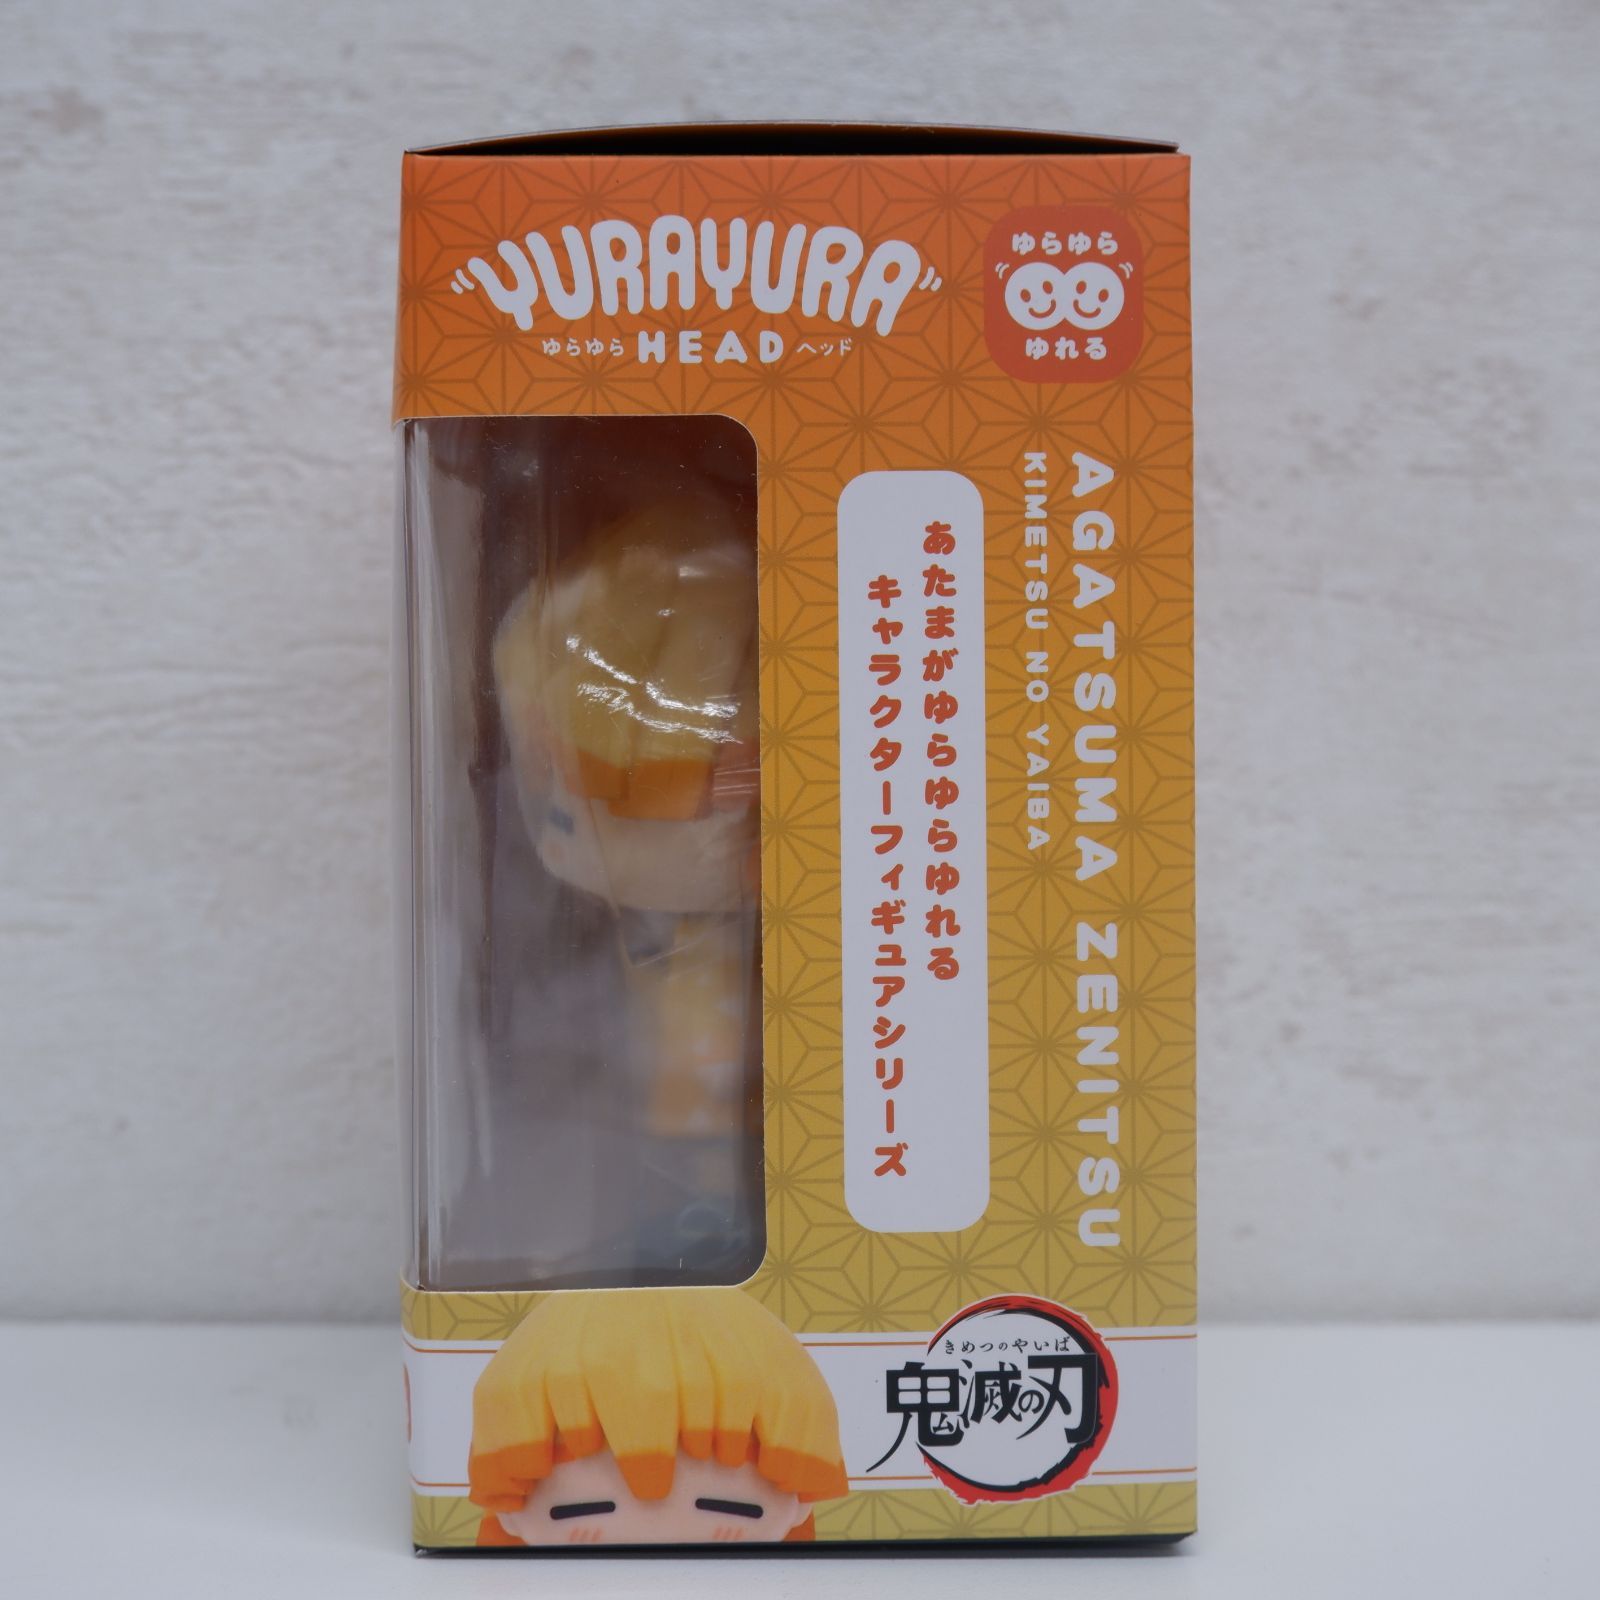 YURAYURA
ゆらゆら HEAD ヘッド
ゆらゆら
ゆれる
AGATSUMA ZENITSU
KIMETSU NO YAIBA
あたまがゆらゆらゆれる
キャラクターフィギュアシリーズ
きめつのやいば
鬼滅の刃